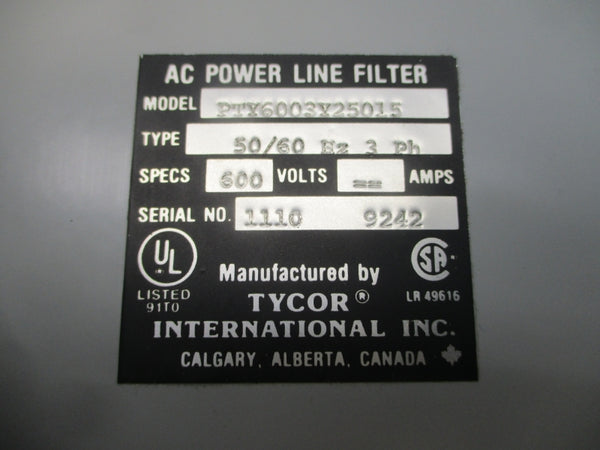 AC POWER LINE FILTER
MODEL PTX6003Y25015
TYPE 50/60 Hz 3 Ph
SPECS 600 VOLTS == AMPS
SERIAL NO. 1110 9242
UL
LISTED
91T0
Manufactured by
TYCOR®
INTERNATIONAL INC.
CALGARY, ALBERTA, CANADA
SA
LR 49616